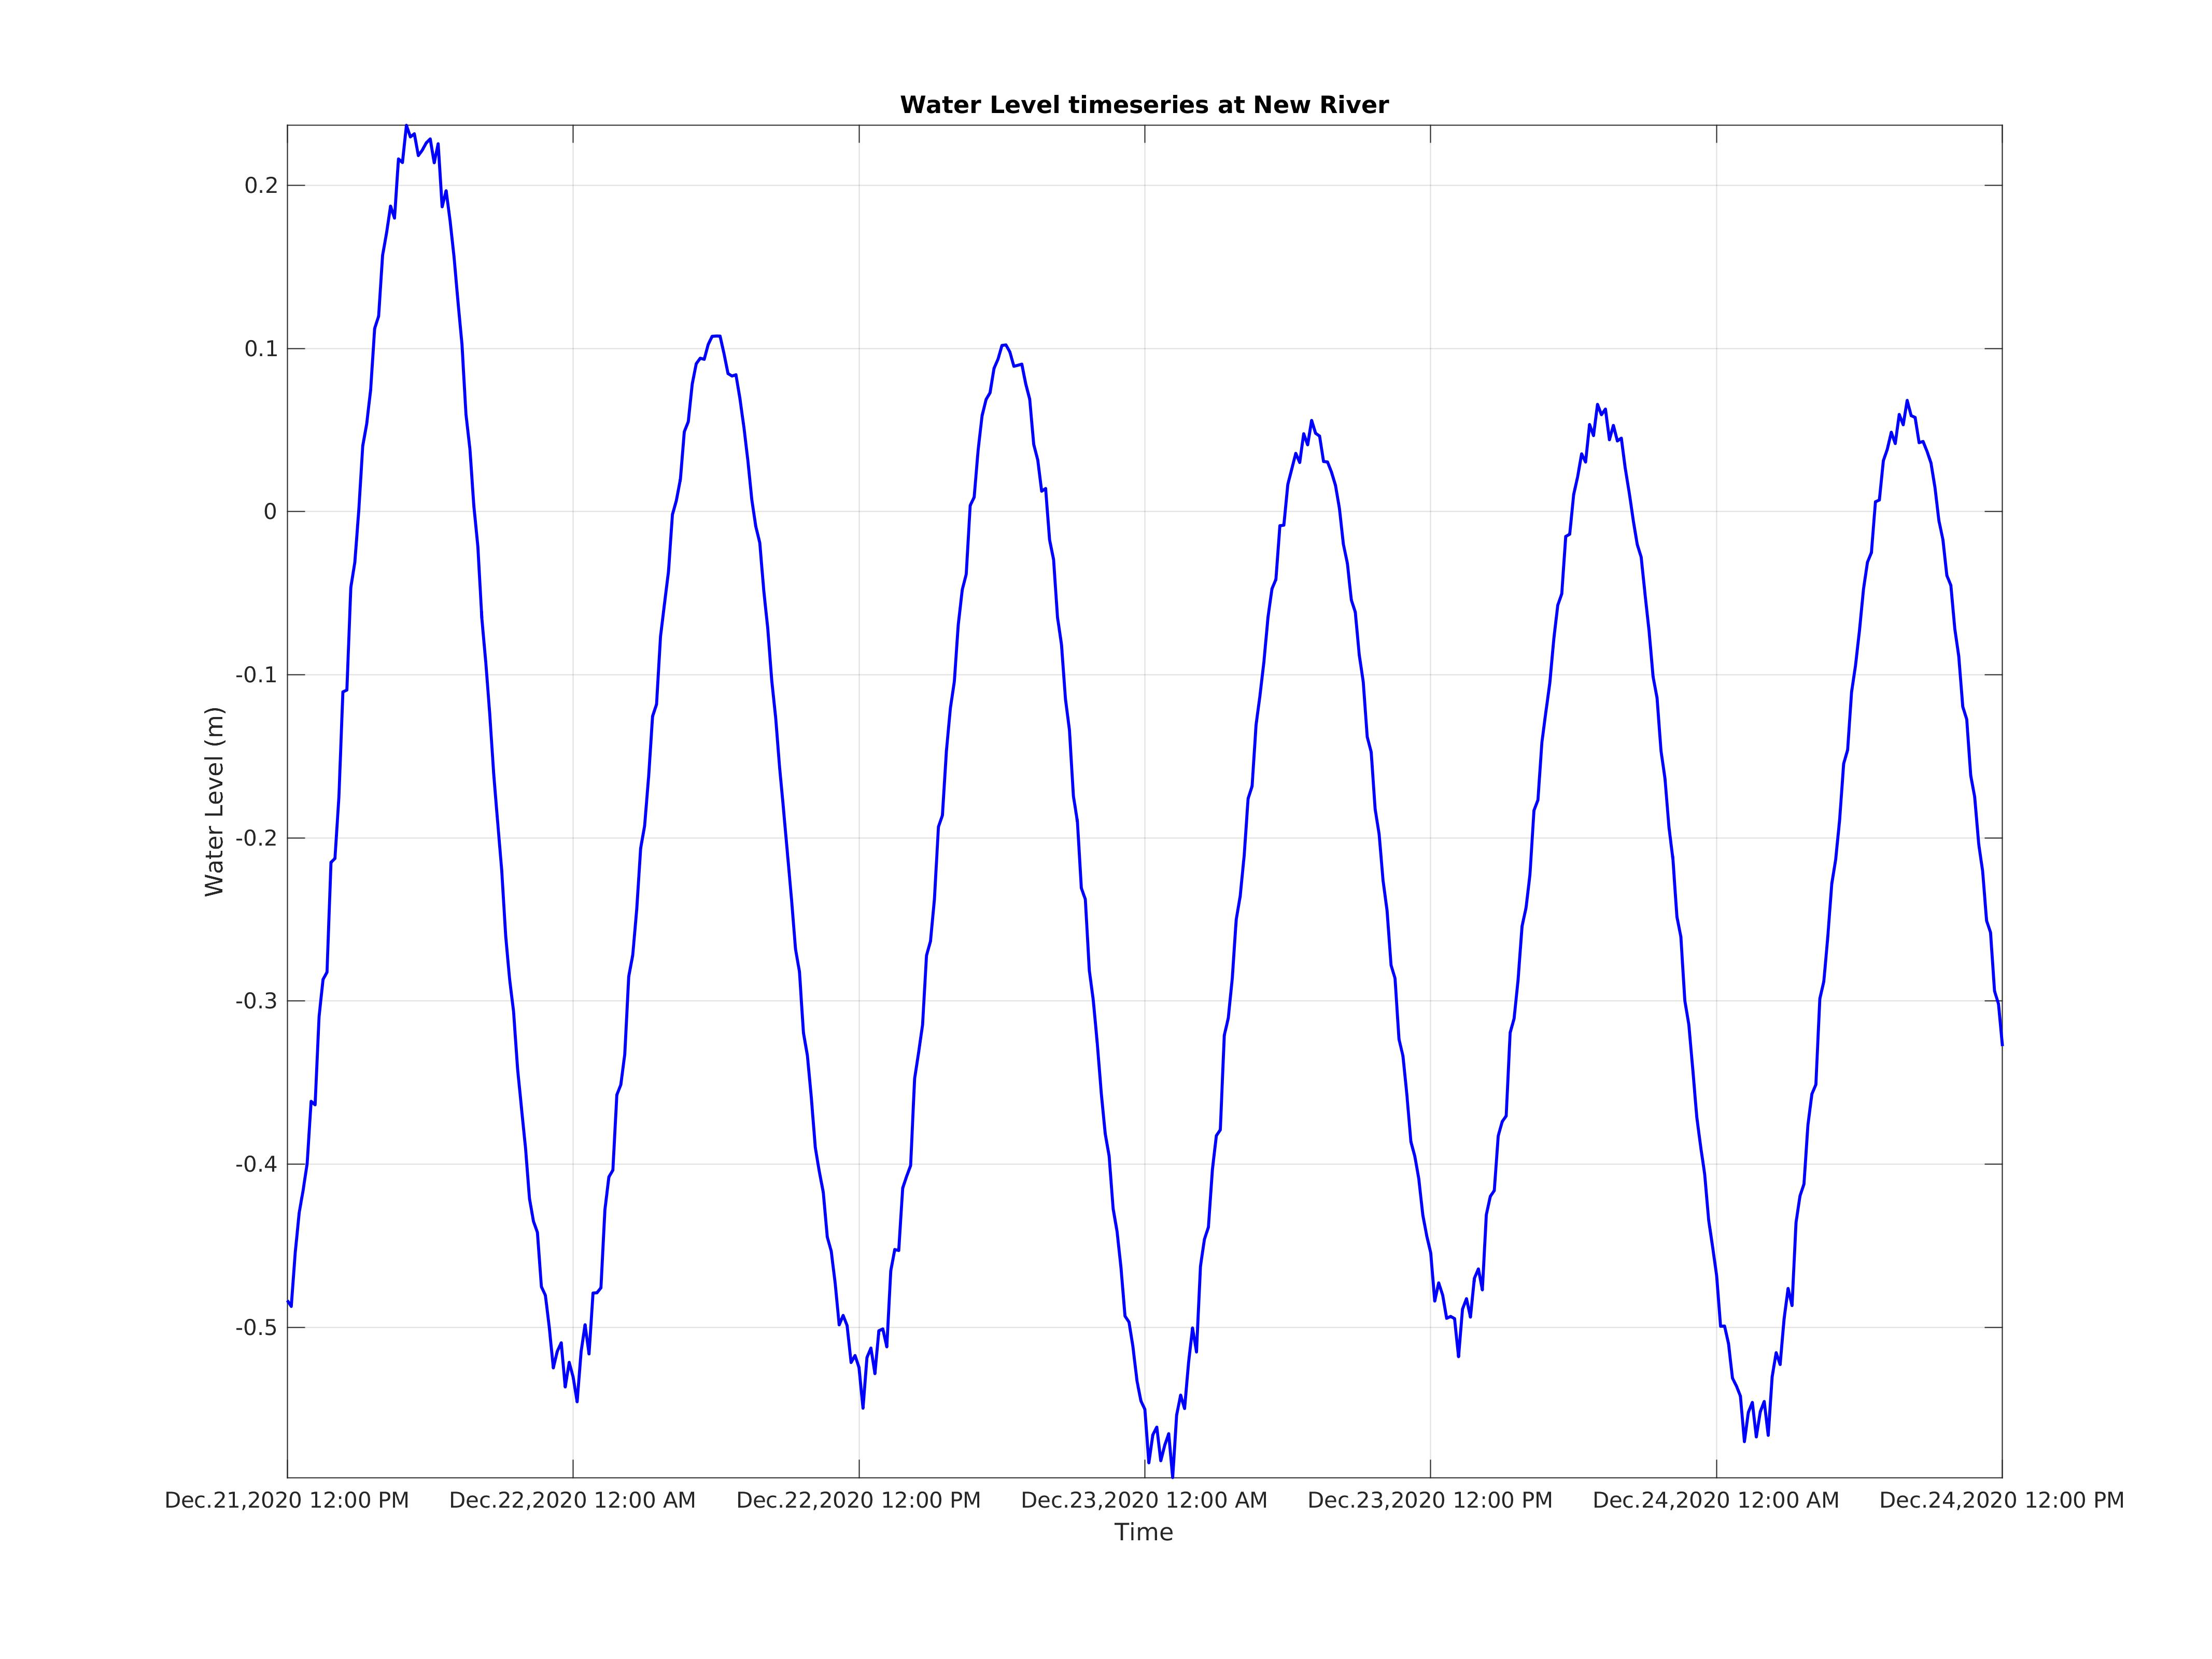 Water Level timeseries at New River
0.2
0.1
0
-0.1
-0.2
-0.3
-0.4
-0.5
Water Level (m)
Dec.21,2020 12:00 PM Dec.22,2020 12:00 AM Dec.22,2020 12:00 PM Dec.23,2020 12:00 AM Dec.23,2020 12:00 PM Dec.24,2020 12:00 AM Dec.24,2020 12:00 PM
Time